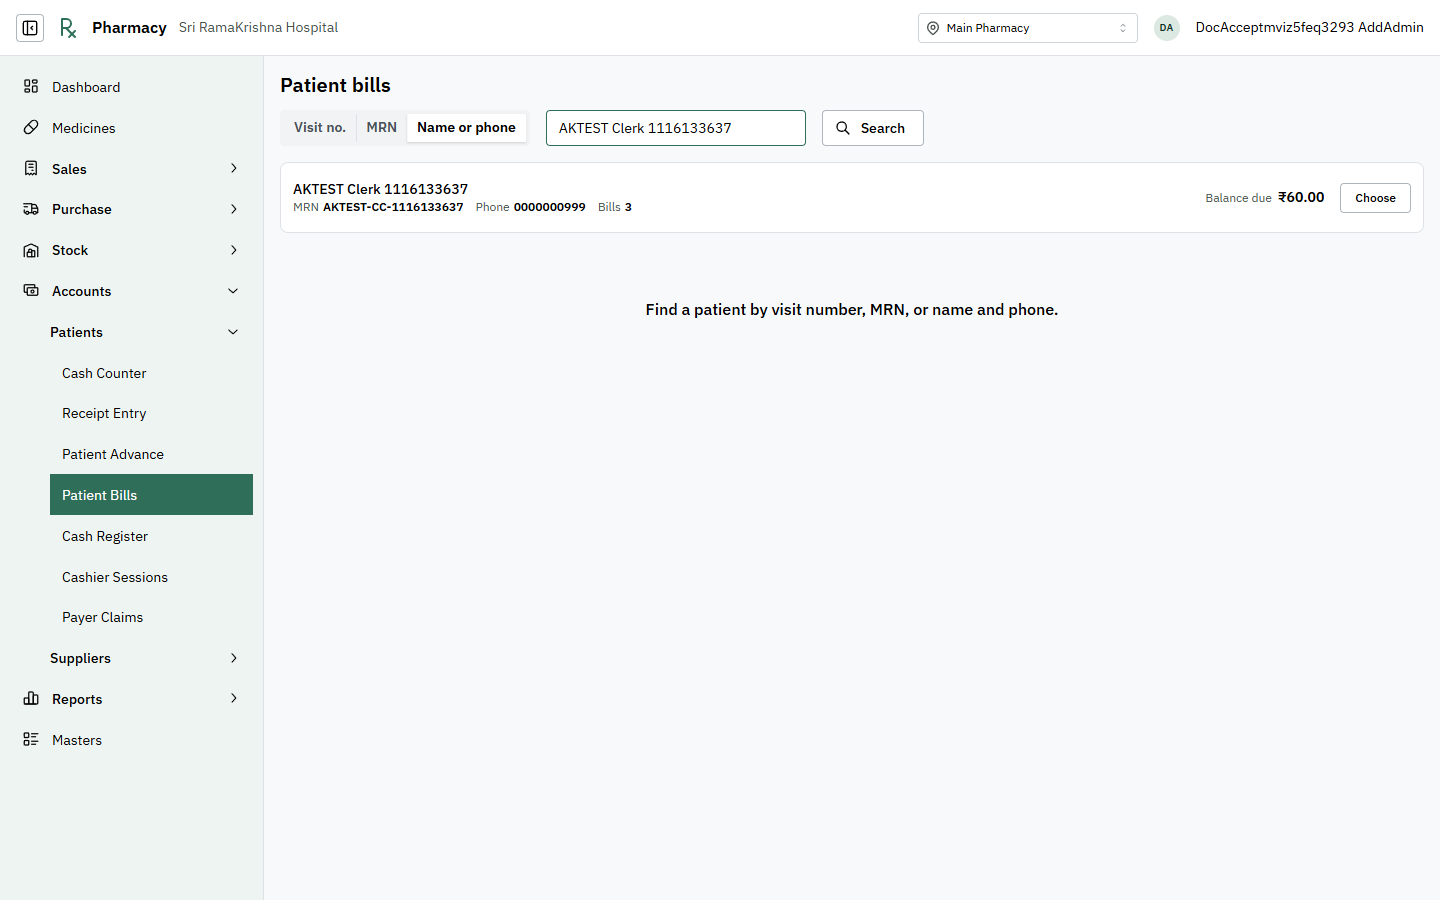 Pharmacy Sri RamaKrishna Hospital Main Pharmacy DA DocAcceptmviz5feq3293 AddAdmin
Dashboard
Medicines
Sales
Purchase
Stock
Accounts
Patients
Cash Counter
Receipt Entry
Patient Advance
Patient Bills
Cash Register
Cashier Sessions
Payer Claims
Suppliers
Reports
Masters
Patient bills
Visit no. MRN Name or phone AKTEST Clerk 1116133637 Search
AKTEST Clerk 1116133637
MRN AKTEST-CC-1116133637 Phone 0000000999 Bills 3
Balance due ₹60.00 Choose
Find a patient by visit number, MRN, or name and phone.